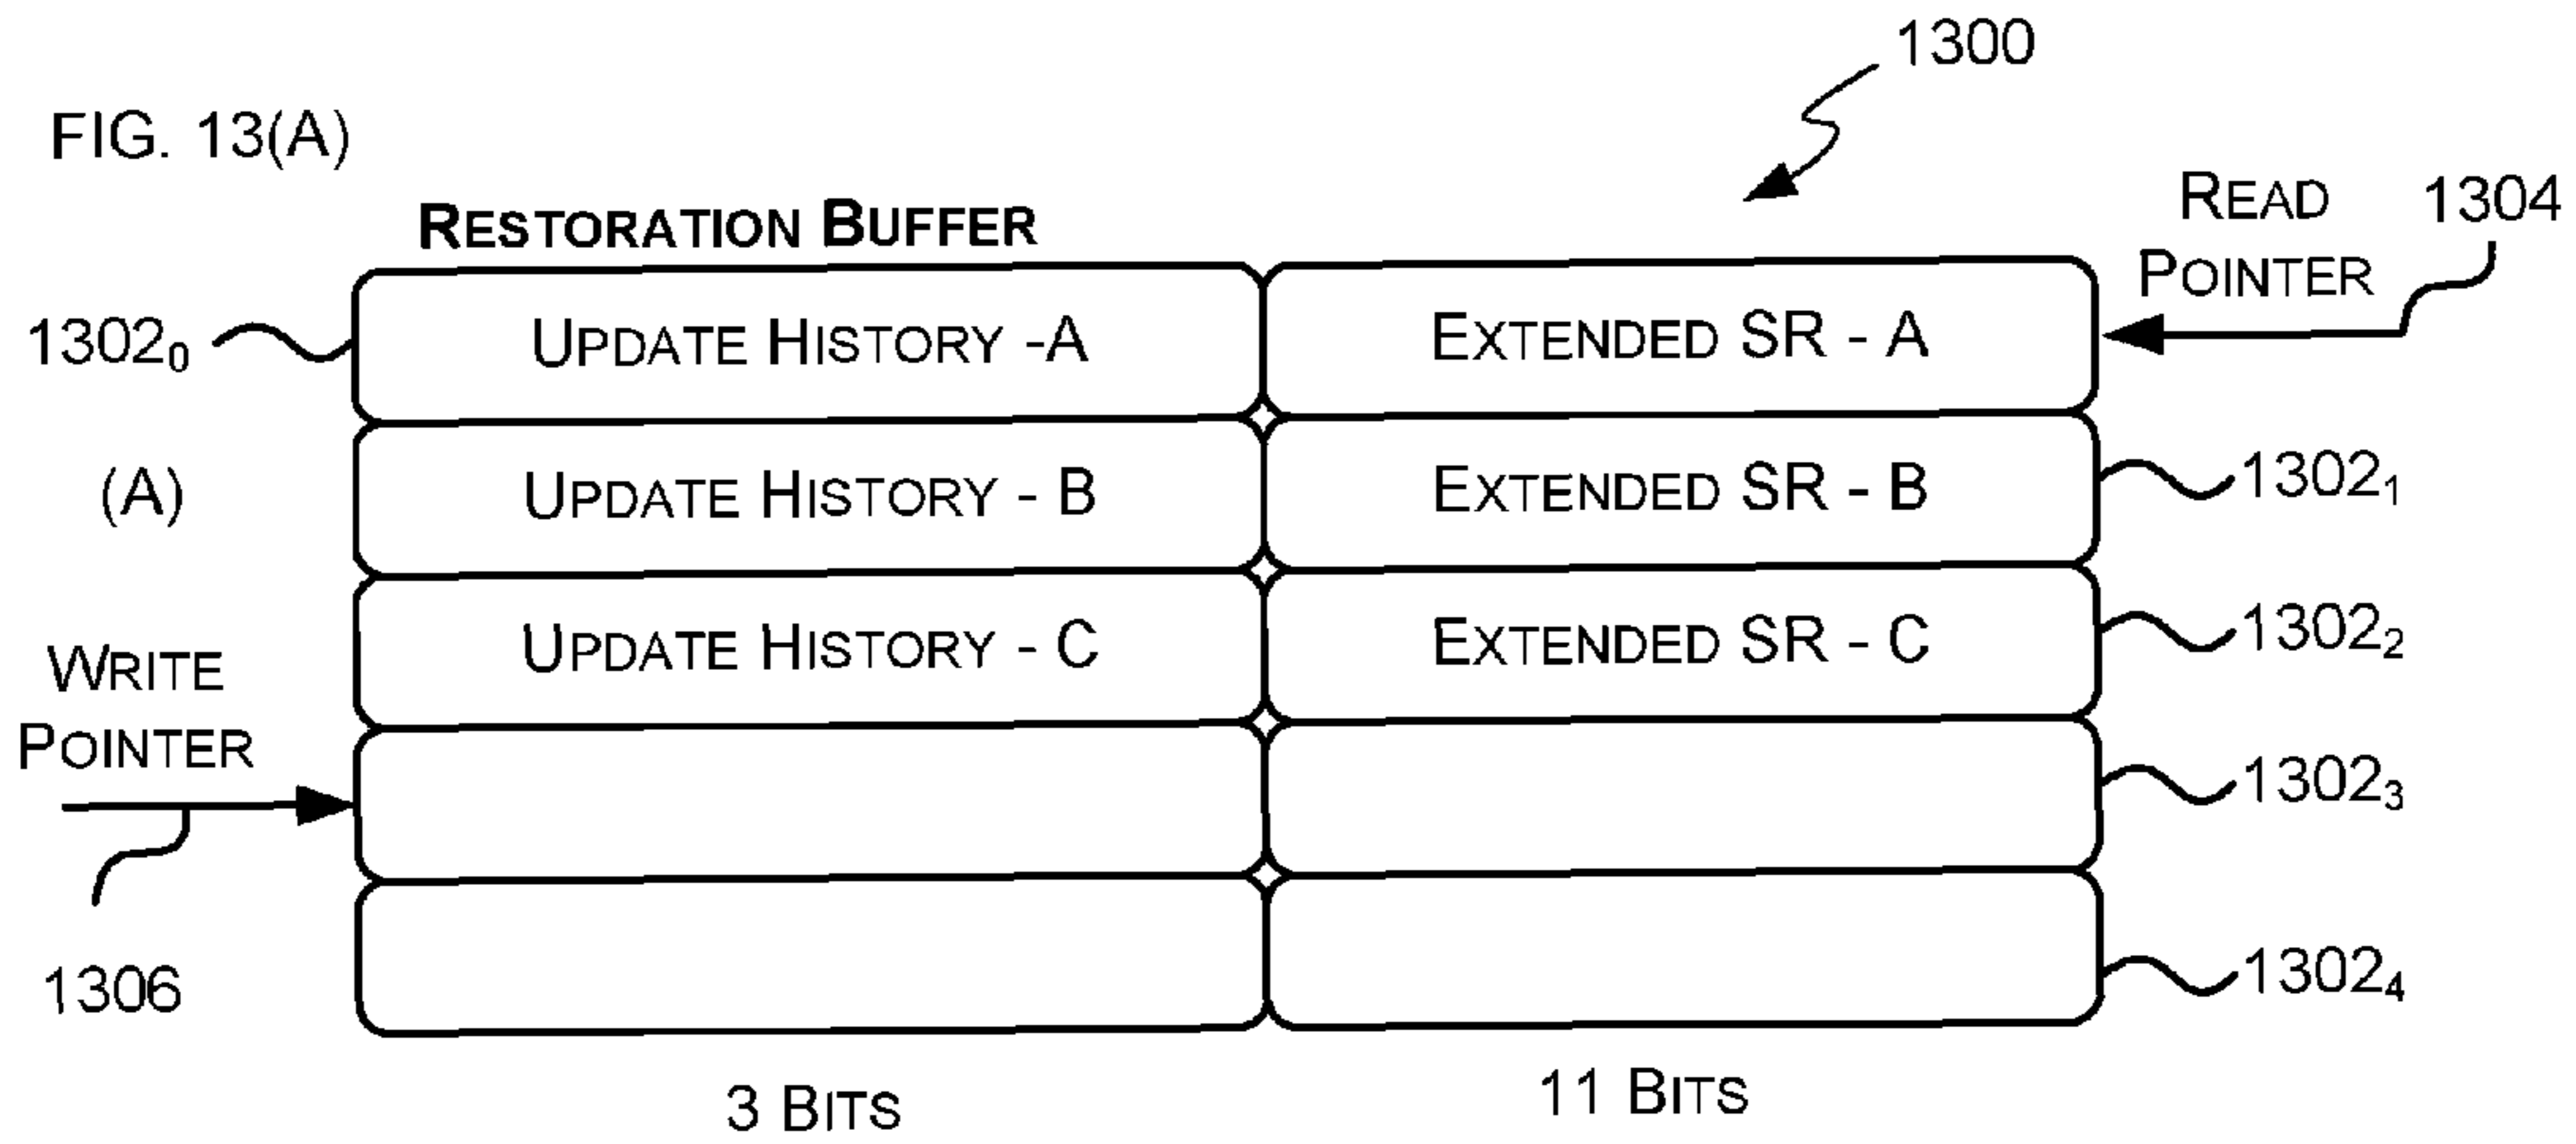 1300
FIG. 13(A)
RESTORATION BUFFER
READ
POINTER
1304
1302₀
UPDATE HISTORY -A
EXTENDED SR - A
(A)
UPDATE HISTORY - B
EXTENDED SR - B
1302₁
UPDATE HISTORY - C
EXTENDED SR - C
1302₂
WRITE
POINTER
1302₃
1306
1302₄
3 BITS
11 BITS